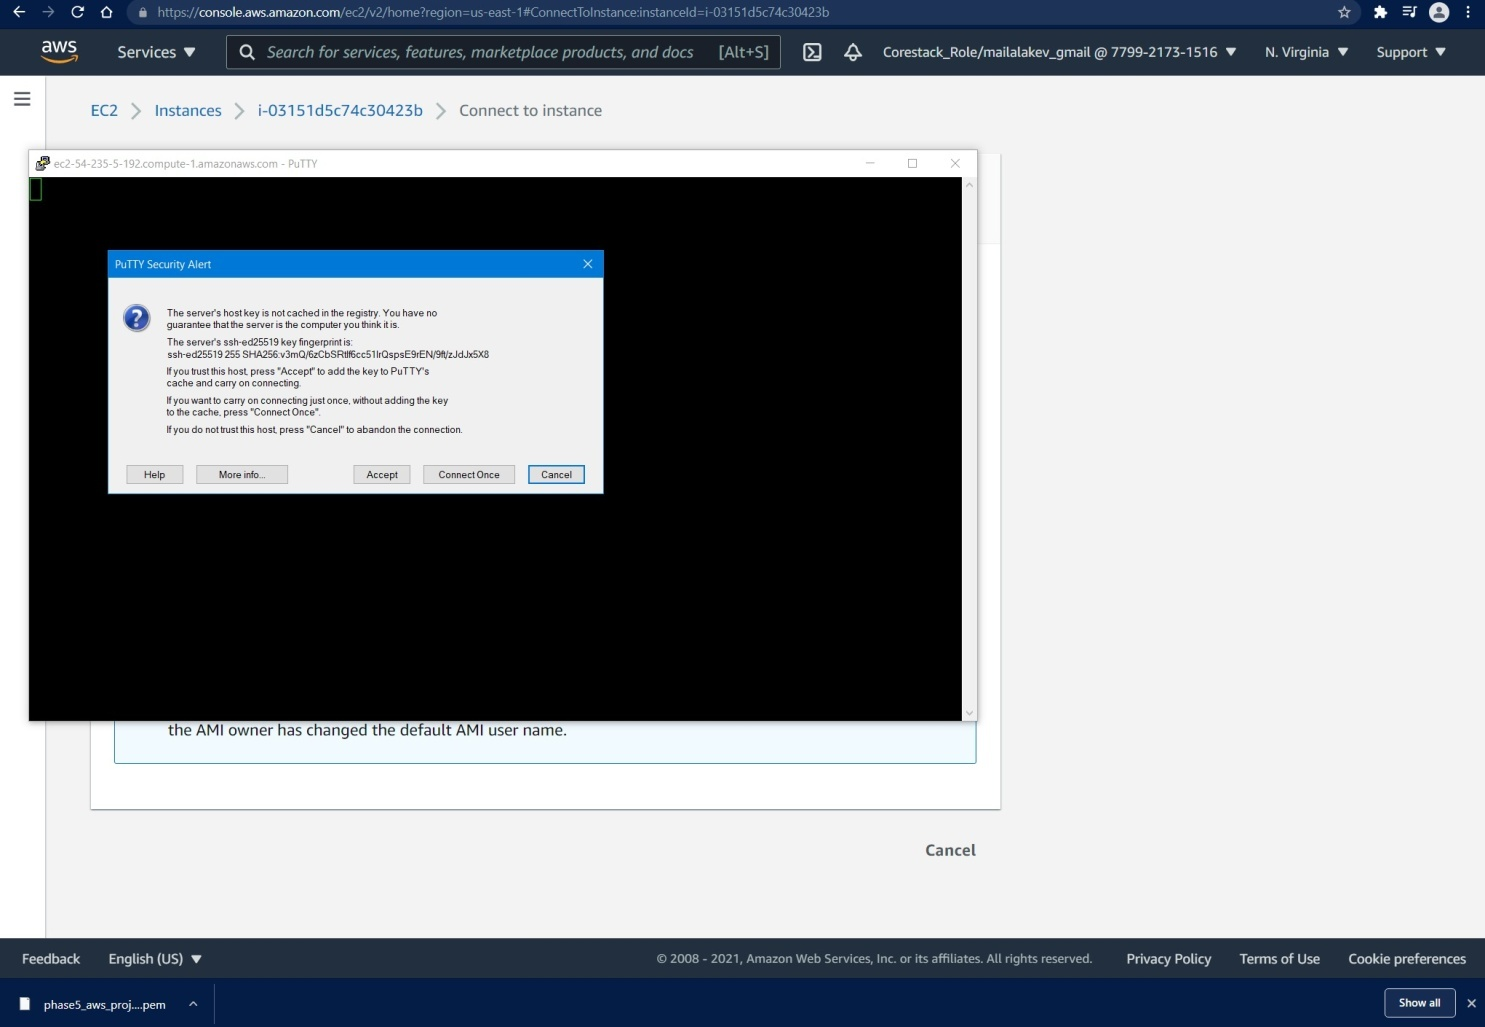 https://console.aws.amazon.com/ec2/v2/home?region=us-east-1#ConnectToInstance:instanceId=i-03151d5c74c30423b
aws
Services ▼
Search for services, features, marketplace products, and docs [Alt+S]
Corestack_Role/mailalakev_gmail @ 7799-2173-1516 ▼
N. Virginia ▼
Support ▼
EC2 > Instances > i-03151d5c74c30423b > Connect to instance
ec2-54-235-5-192.compute-1.amazonaws.com - PuTTY
PuTTY Security Alert
The server's host key is not cached in the registry. You have no
guarantee that the server is the computer you think it is.
The server's ssh-ed25519 key fingerprint is:
ssh-ed25519 255
If you trust this host, press "Accept" to add the key to PuTTY's
cache and carry on connecting.
If you want to carry on connecting just once, without adding the key
to the cache, press "Connect Once".
If you do not trust this host, press "Cancel" to abandon the connection.
Help
More info...
Accept
Connect Once
Cancel
the AMI owner has changed the default AMI user name.
Cancel
Feedback
English (US) ▼
© 2008 - 2021, Amazon Web Services, Inc. or its affiliates. All rights reserved.
Privacy Policy
Terms of Use
Cookie preferences
phase5_aws_proj....pem
Show all